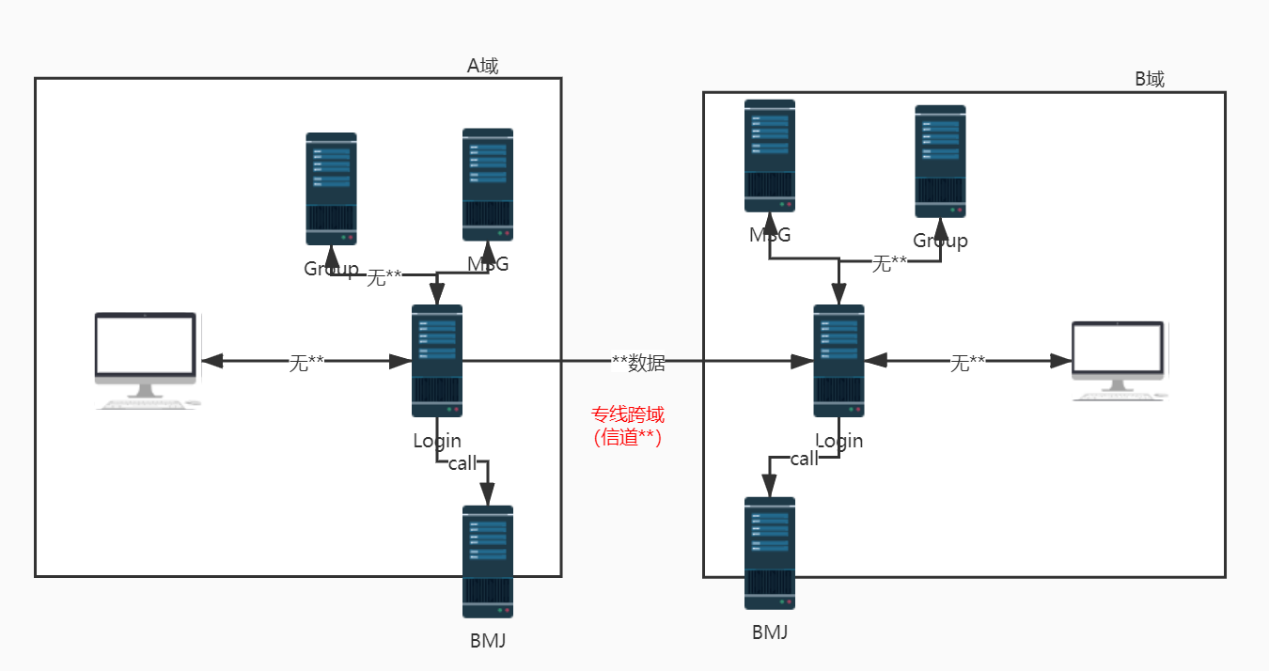 A域
B域
Group
MSG
MSG
Group
无**
无**
无**
**数据
无**
专线跨域
（信道**）
Login
call
Login
call
BMJ
BMJ